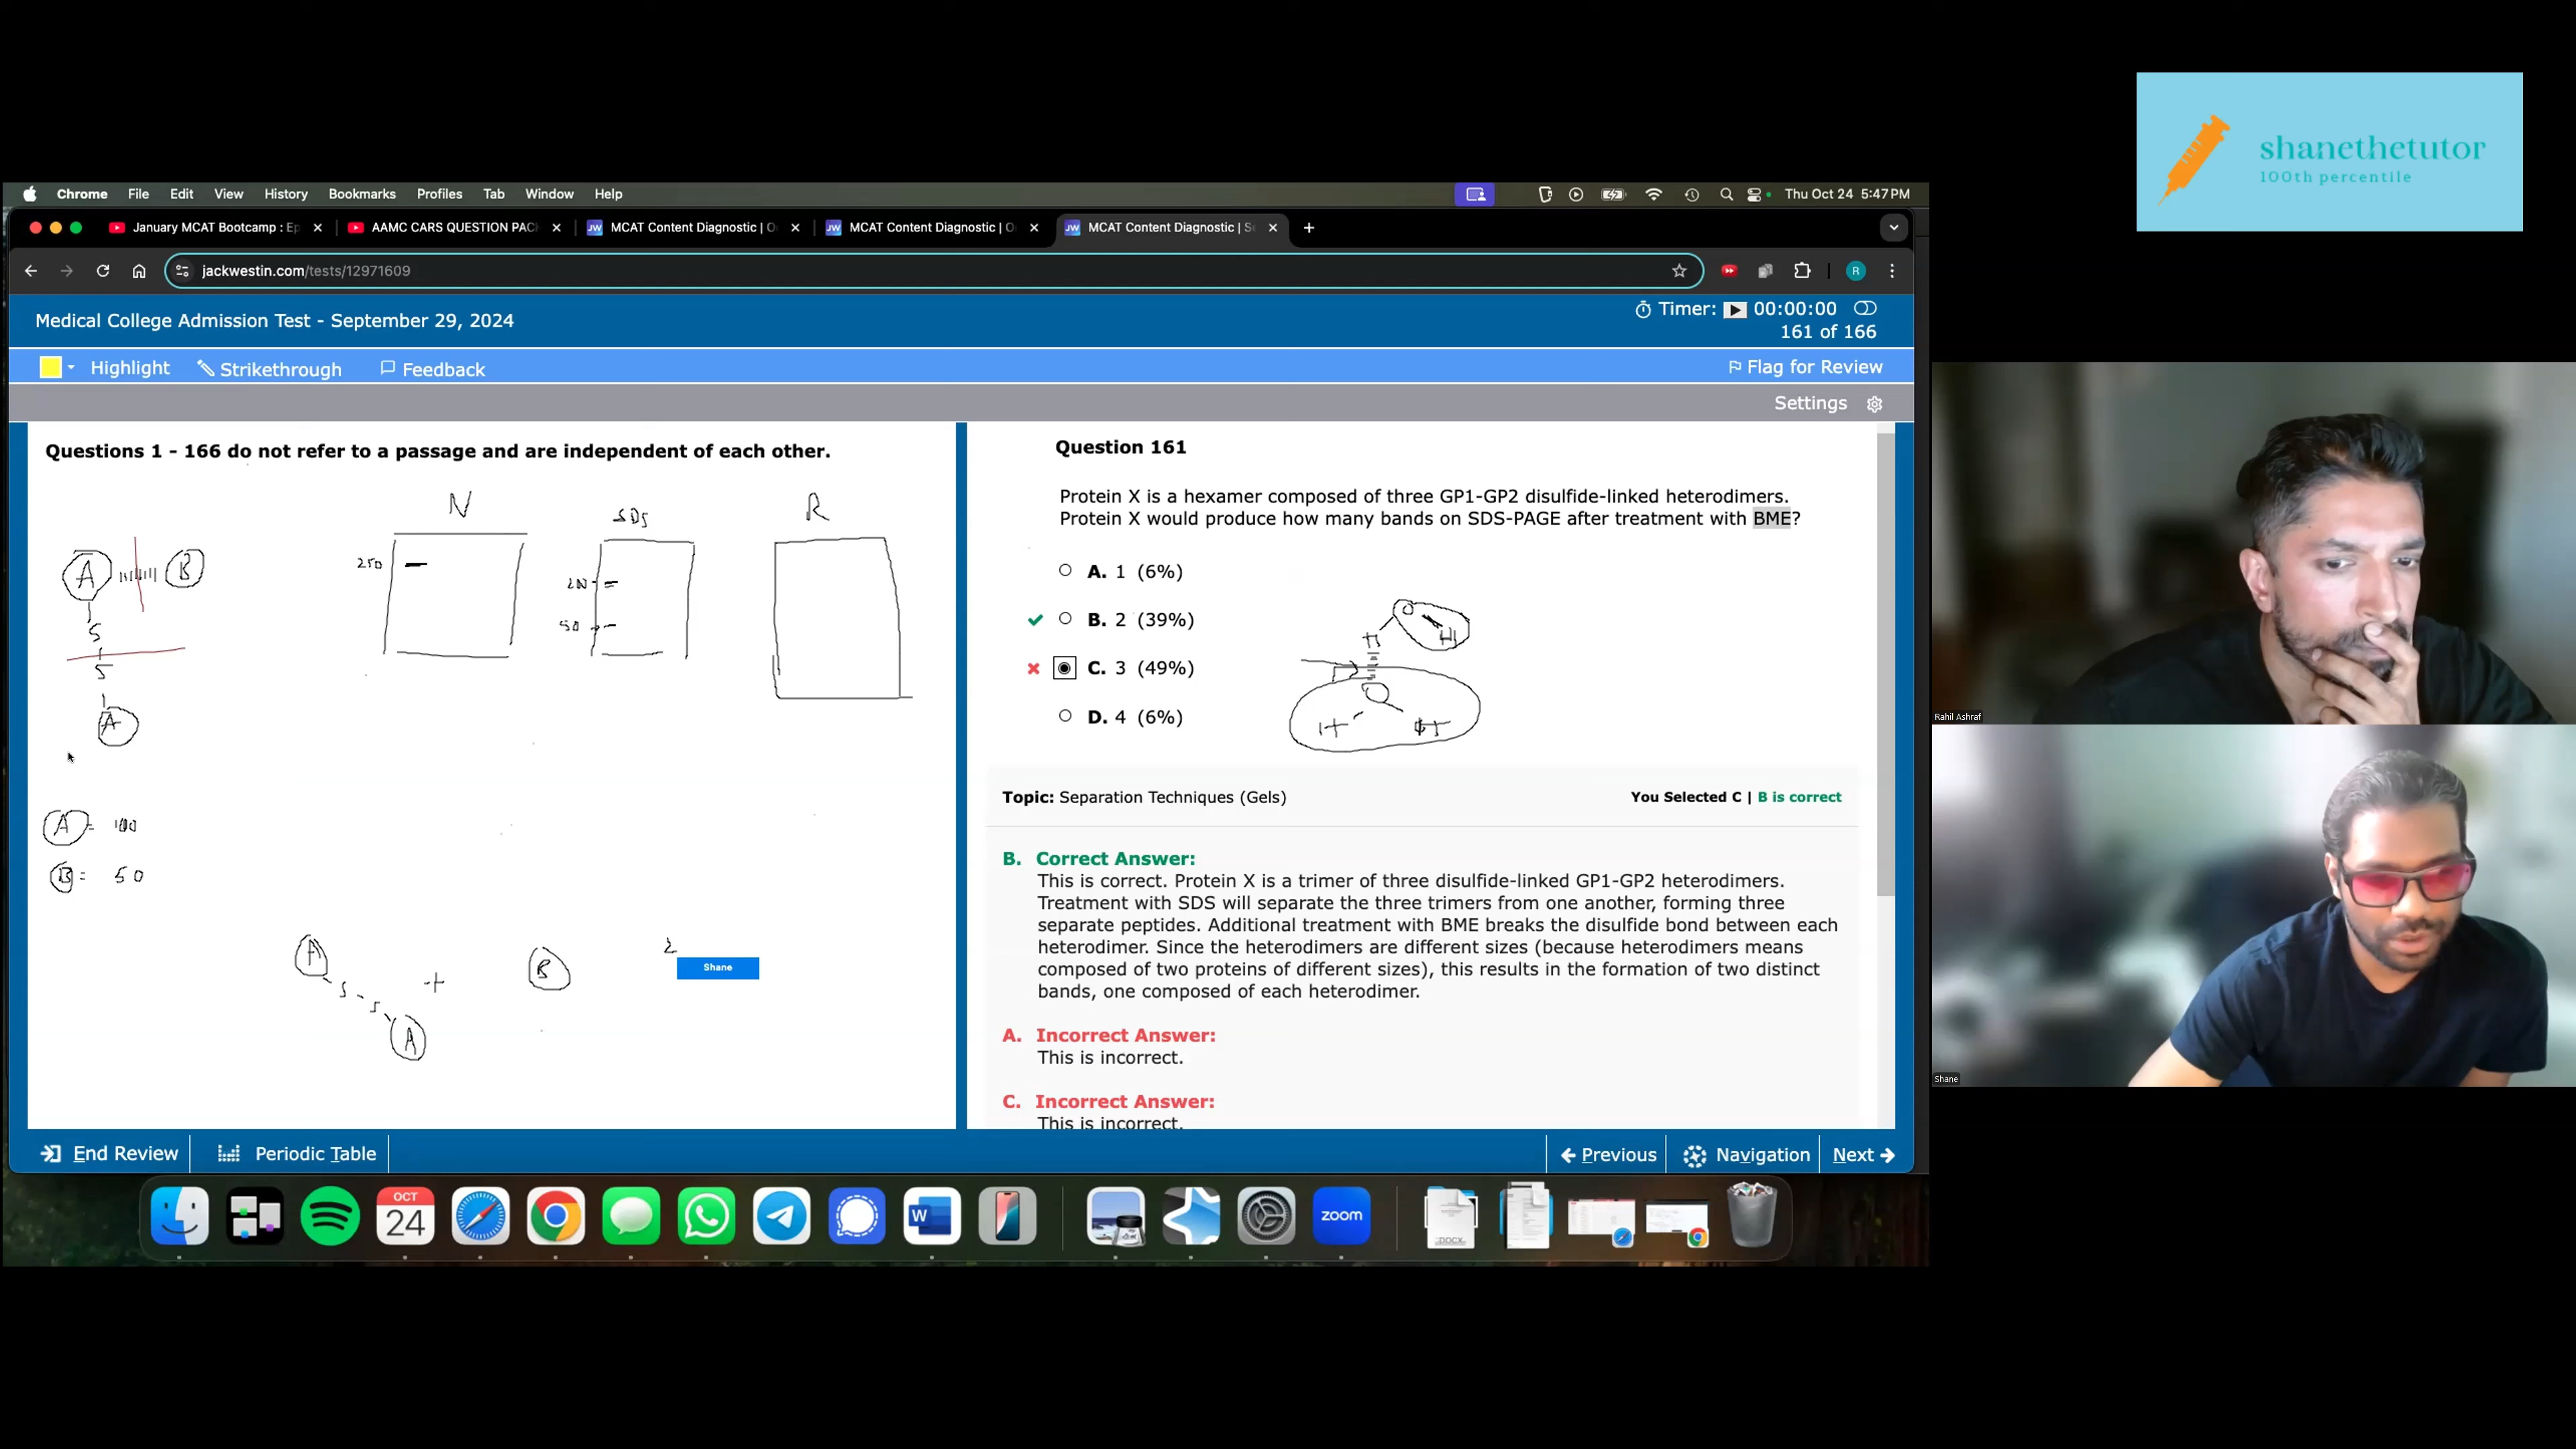 shanethetutor
100th percentile
Chrome File Edit View History Bookmarks Profiles Tab Window Help
Thu Oct 24 5:47 PM
January MCAT Bootcamp : Ep
AAMC CARS QUESTION PAC
MCAT Content Diagnostic | O
MCAT Content Diagnostic | O
MCAT Content Diagnostic | Se
jackwestin.com/tests/12971609
R
Medical College Admission Test - September 29, 2024
Timer: 00:00:00
161 of 166
Highlight Strikethrough Feedback
Flag for Review
Settings
Questions 1 - 166 do not refer to a passage and are independent of each other.
N SDS R
250
200
50
A B
S
S
A
A = 100
B = 50
A S S A + B 2
Shane
Question 161
Protein X is a hexamer composed of three GP1-GP2 disulfide-linked heterodimers.
Protein X would produce how many bands on SDS-PAGE after treatment with BME?
A. 1 (6%)
B. 2 (39%)
C. 3 (49%)
D. 4 (6%)
O H
H
O
H H
Topic: Separation Techniques (Gels)
You Selected C | B is correct
B. Correct Answer:
This is correct. Protein X is a trimer of three disulfide-linked GP1-GP2 heterodimers.
Treatment with SDS will separate the three trimers from one another, forming three
separate peptides. Additional treatment with BME breaks the disulfide bond between each
heterodimer. Since the heterodimers are different sizes (because heterodimers means
composed of two proteins of different sizes), this results in the formation of two distinct
bands, one composed of each heterodimer.
A. Incorrect Answer:
This is incorrect.
C. Incorrect Answer:
This is incorrect.
End Review Periodic Table
Previous Navigation Next
OCT
24
W
zoom
DOCX
Rahil Ashraf
Shane